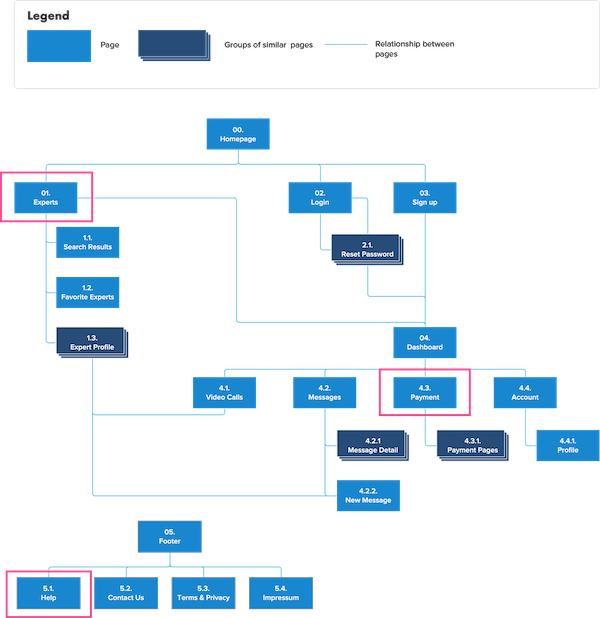 Legend
Page
Groups of similar pages
Relationship between
pages
00.
Homepage
01.
Experts
02.
Login
03.
Sign up
1.1.
Search Results
2.1.
Reset Password
1.2.
Favorite Experts
1.3.
Expert Profile
04.
Dashboard
4.1.
Video Calls
4.2.
Messages
4.3.
Payment
4.4.
Account
4.2.1
Message Detail
4.3.1.
Payment Pages
4.4.1.
Profile
4.2.2.
New Message
05.
Footer
5.1.
Help
5.2.
Contact Us
5.3.
Terms & Privacy
5.4.
Impressum